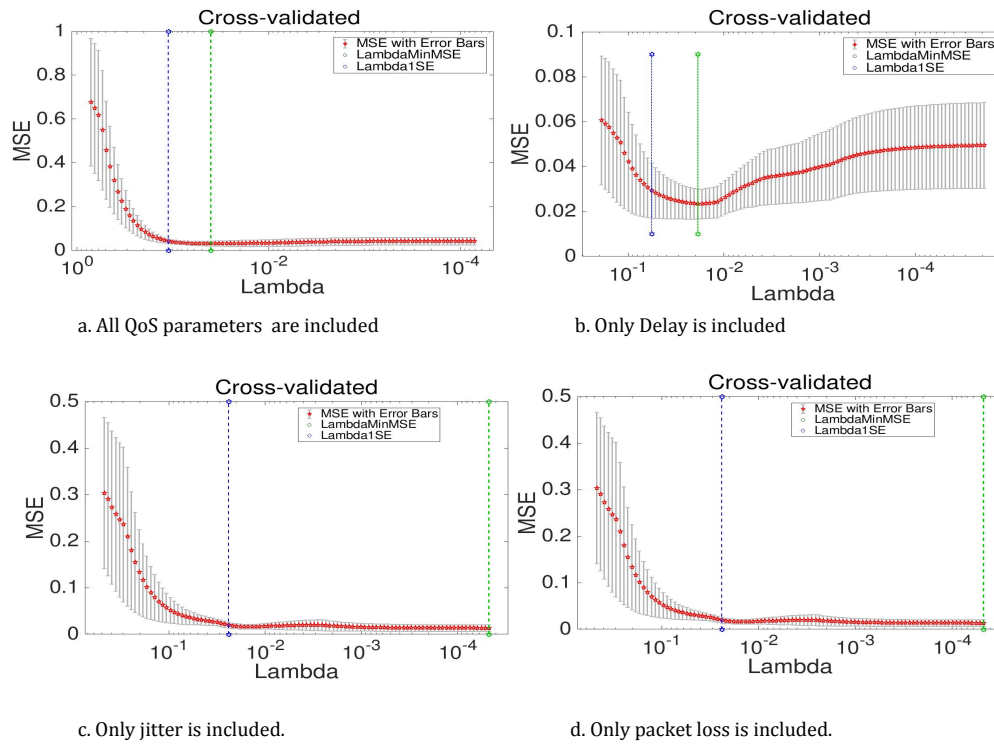 Cross-validated
1
0.8
0.6
0.4
0.2
0
MSE
MSE with Error Bars
LambdaMinMSE
Lambda1SE
10⁰
10⁻²
10⁻⁴
Lambda
a. All QoS parameters are included
Cross-validated
0.1
0.08
0.06
0.04
0.02
0
MSE
MSE with Error Bars
LambdaMinMSE
Lambda1SE
10⁻¹
10⁻²
10⁻³
10⁻⁴
Lambda
b. Only Delay is included
Cross-validated
0.5
0.4
0.3
0.2
0.1
0
MSE
MSE with Error Bars
LambdaMinMSE
Lambda1SE
10⁻¹
10⁻²
10⁻³
10⁻⁴
Lambda
c. Only jitter is included.
Cross-validated
0.5
0.4
0.3
0.2
0.1
0
MSE
MSE with Error Bars
LambdaMinMSE
Lambda1SE
10⁻¹
10⁻²
10⁻³
10⁻⁴
Lambda
d. Only packet loss is included.